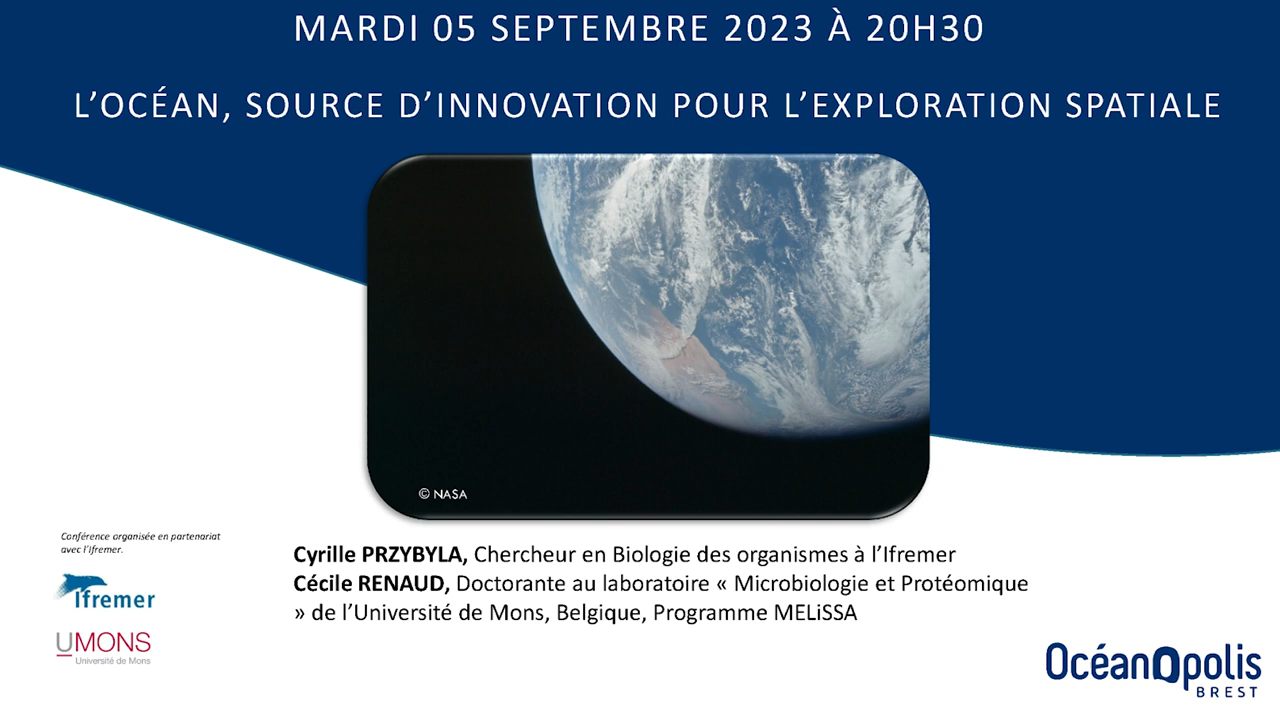 MARDI 05 SEPTEMBRE 2023 À 20H30
L’OCÉAN, SOURCE D’INNOVATION POUR L’EXPLORATION SPATIALE
© NASA
Conférence organisée en partenariat
avec l’Ifremer.
Ifremer
UMONS
Université de Mons
Cyrille PRZYBYLA, Chercheur en Biologie des organismes à l’Ifremer
Cécile RENAUD, Doctorante au laboratoire « Microbiologie et Protéomique
» de l’Université de Mons, Belgique, Programme MELiSSA
OcéanOpolis
BREST